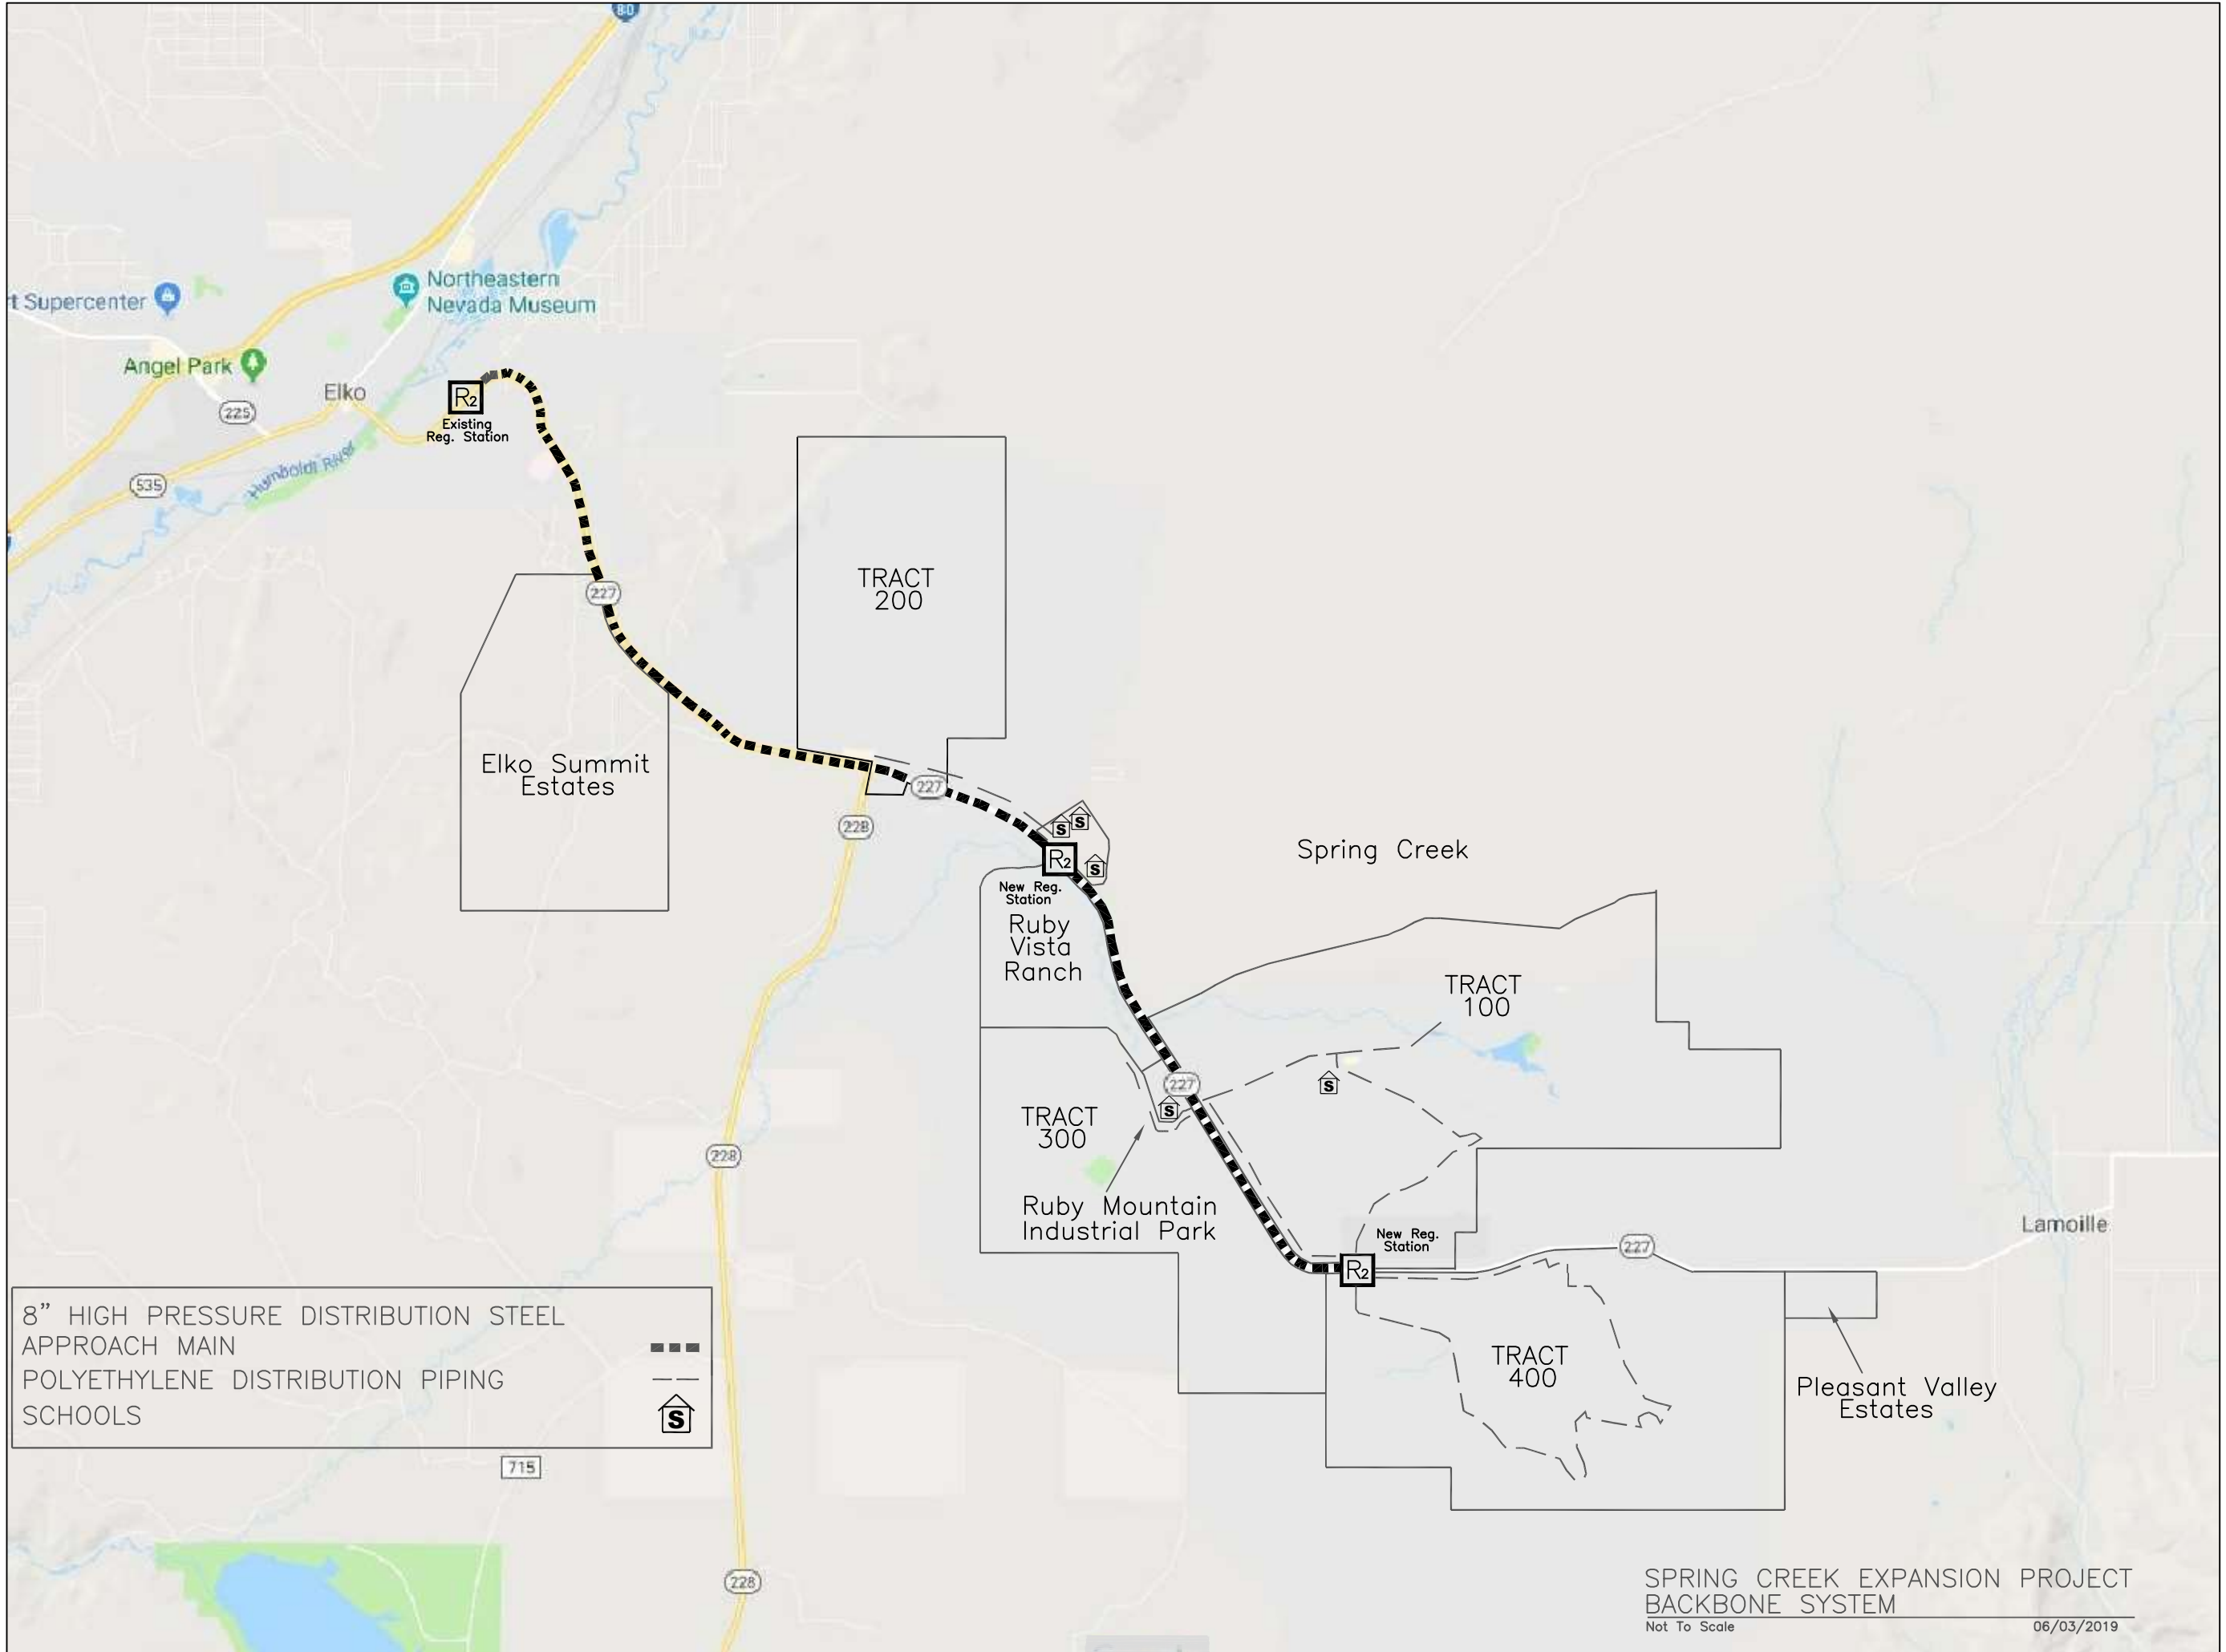 80
Northeastern
Nevada Museum
t Supercenter
Angel Park
Elko
225
R2
Existing
Reg. Station
Humboldt River
535
TRACT
200
227
Elko Summit
Estates
227
228
S
S
S
R2
New Reg.
Station
Ruby
Vista
Ranch
Spring Creek
TRACT
100
227
S
S
TRACT
300
228
Ruby Mountain
Industrial Park
New Reg.
Station
R2
227
Lamoille
TRACT
400
Pleasant Valley
Estates
8” HIGH PRESSURE DISTRIBUTION STEEL
APPROACH MAIN
POLYETHYLENE DISTRIBUTION PIPING
SCHOOLS
S
715
228
SPRING CREEK EXPANSION PROJECT
BACKBONE SYSTEM
Not To Scale 06/03/2019